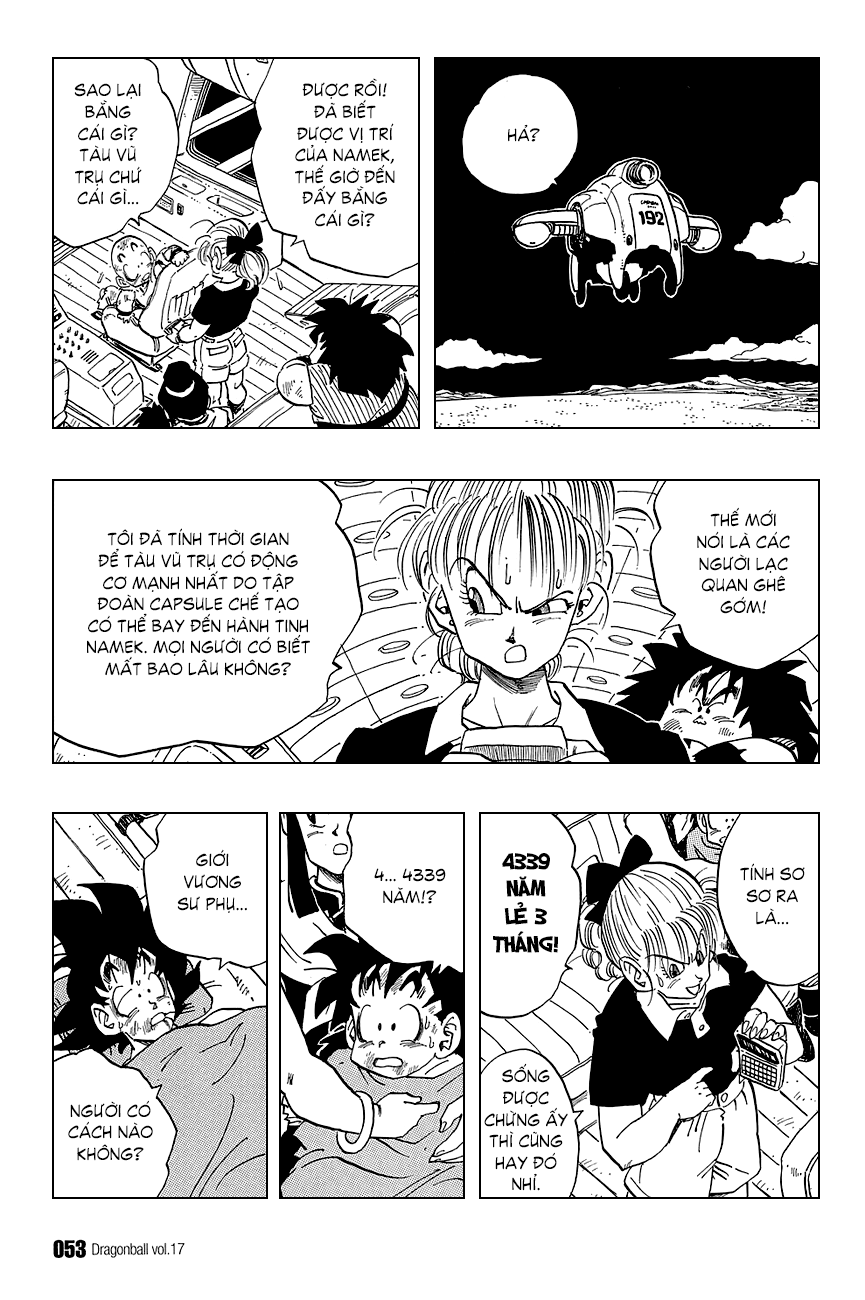 HẢ?
CAPSULE
192
ĐƯỢC RỒI!
ĐÃ BIẾT
ĐƯỢC VỊ TRÍ
CỦA NAMEK,
THẾ GIỜ ĐẾN
ĐẤY BẰNG
CÁI GÌ?
SAO LẠI
BẰNG
CÁI GÌ?
TÀU VŨ
TRỤ CHỨ
CÁI GÌ...
THẾ MỚI
NÓI LÀ CÁC
NGƯỜI LẠC
QUAN GHÊ
GỚM!
TÔI ĐÃ TÍNH THỜI GIAN
ĐỂ TÀU VŨ TRỤ CÓ ĐỘNG
CƠ MẠNH NHẤT DO TẬP
ĐOÀN CAPSULE CHẾ TẠO
CÓ THỂ BAY ĐẾN HÀNH TINH
NAMEK. MỌI NGƯỜI CÓ BIẾT
MẤT BAO LÂU KHÔNG?
TÍNH SƠ
SƠ RA
LÀ...
4339
NĂM
LẺ 3
THÁNG!
SỐNG
ĐƯỢC
CHỪNG ẤY
THÌ CŨNG
HAY ĐÓ
NHỈ.
4... 4339
NĂM!?
GIỚI
VƯƠNG
SƯ PHỤ...
NGƯỜI CÓ
CÁCH NÀO
KHÔNG?
053 Dragonball vol.17